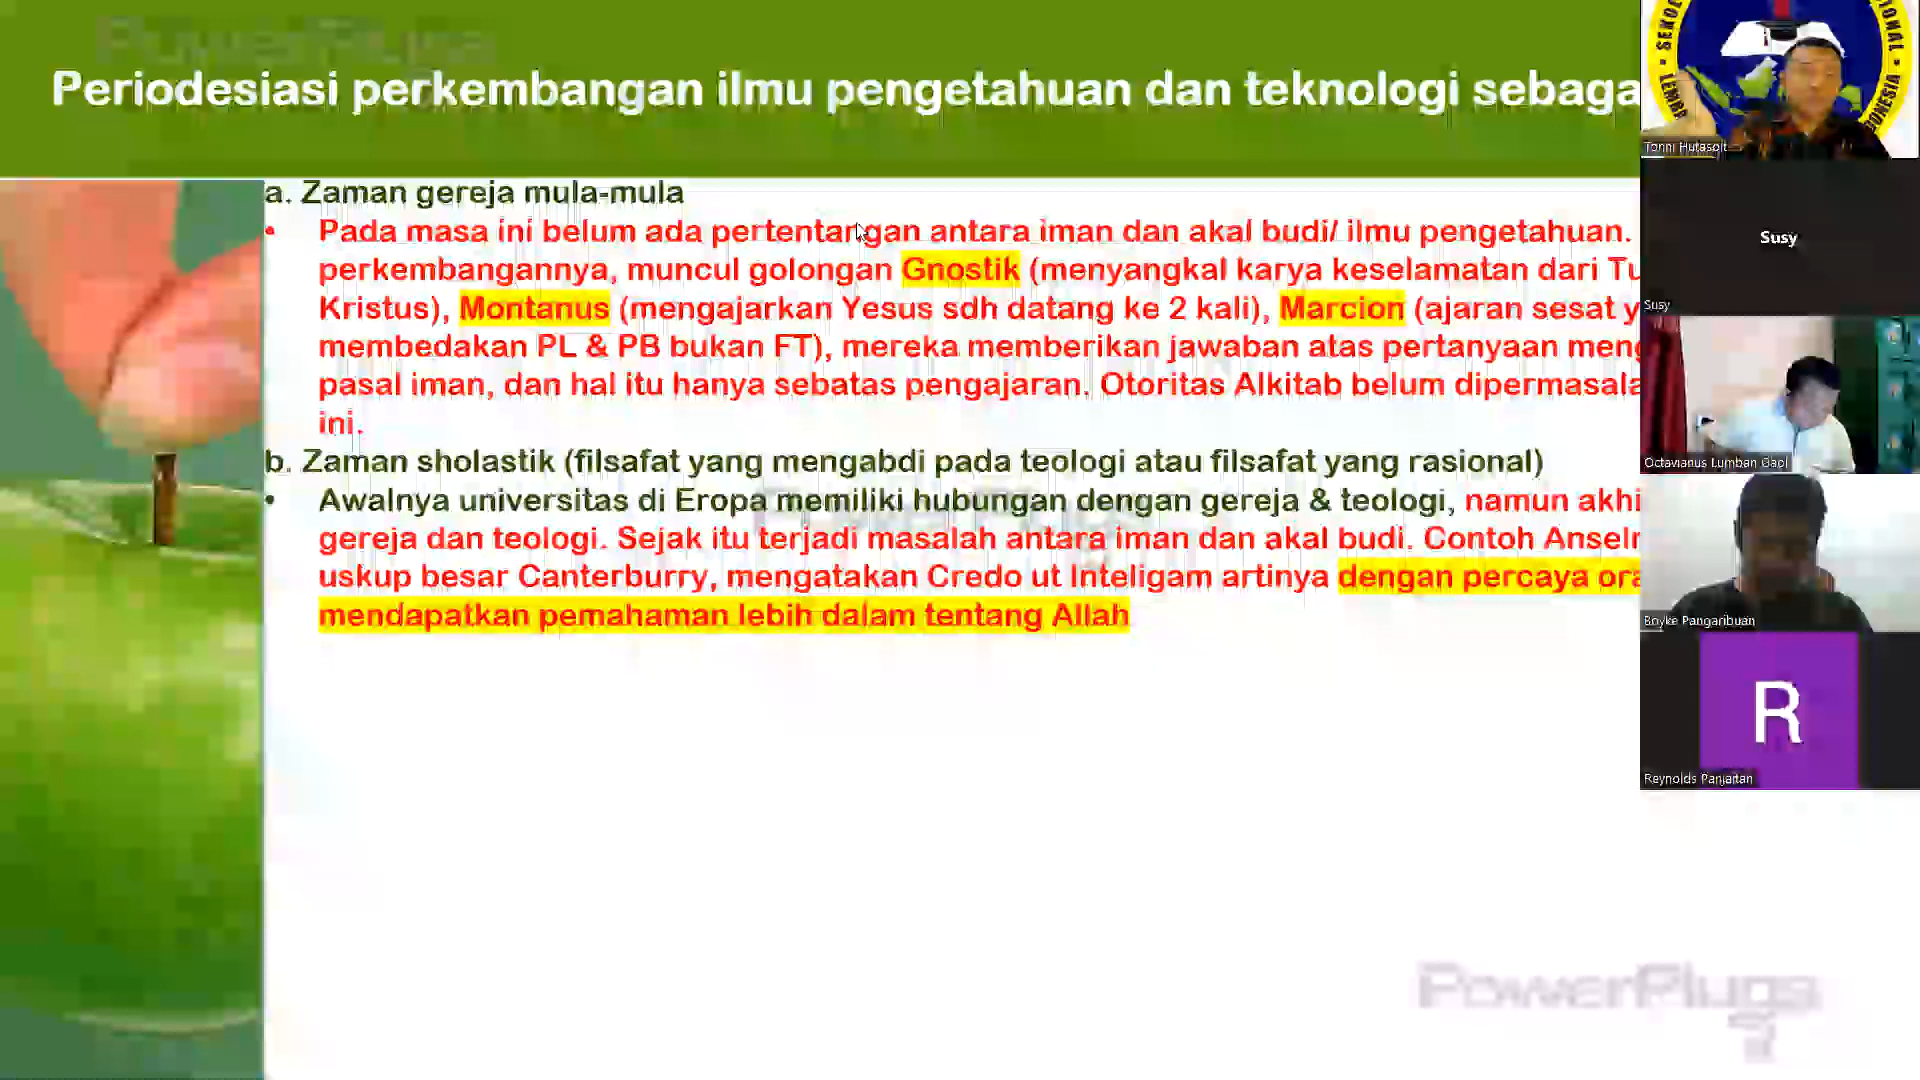 Periodesiasi perkembangan ilmu pengetahuan dan teknologi sebaga
a. Zaman gereja mula-mula
• Pada masa ini belum ada pertentangan antara iman dan akal budi/ ilmu pengetahuan.
perkembangannya, muncul golongan Gnostik (menyangkal karya keselamatan dari Tu
Kristus), Montanus (mengajarkan Yesus sdh datang ke 2 kali), Marcion (ajaran sesat y
membedakan PL & PB bukan FT), mereka memberikan jawaban atas pertanyaan meng
pasal iman, dan hal itu hanya sebatas pengajaran. Otoritas Alkitab belum dipermasala
ini.
b. Zaman sholastik (filsafat yang mengabdi pada teologi atau filsafat yang rasional)
• Awalnya universitas di Eropa memiliki hubungan dengan gereja & teologi, namun akhi
gereja dan teologi. Sejak itu terjadi masalah antara iman dan akal budi. Contoh Ansel
uskup besar Canterburry, mengatakan Credo ut Inteligam artinya dengan percaya ora
mendapatkan pemahaman lebih dalam tentang Allah
PowerPlugs
Tonni Hutasoit
Susy
Susy
Octavianus Lumban Gaol
Boyke Pangaribuan
R
Reynolds Panjaitan